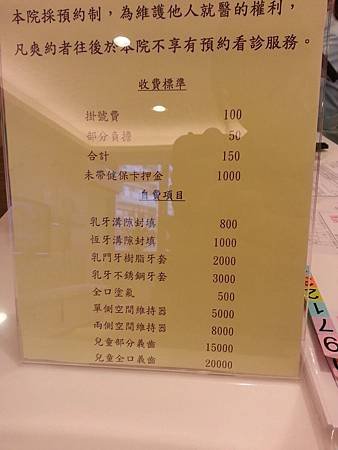 本院採預約制，為維護他人就醫的權利，
凡爽約者往後於本院不享有預約看診服務。
收費標準
掛號費 100
部分負擔 50
合計 150
未帶健保卡押金 1000
自費項目
乳牙溝隙封填 800
恆牙溝隙封填 1000
乳門牙樹脂牙套 2000
乳牙不銹鋼牙套 3000
全口塗氟 500
單側空間維持器 5000
兩側空間維持器 8000
兒童部分義齒 15000
兒童全口義齒 20000